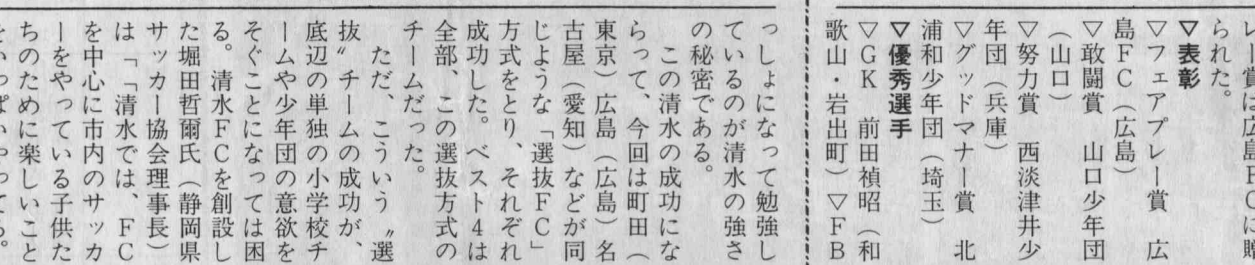 レー賞は広島FCに贈
られた。
▽表彰
▽フェアプレー賞　広
島FC（広島）
▽敢闘賞　山口少年団
（山口）
▽努力賞　西淡津井少
年団（兵庫）
▽グッドマナー賞　北
浦和少年団（埼玉）
▽優秀選手
▽GK　前田禎昭（和
歌山・岩出町）▽FB
っしょになって勉強し
ているのが清水の強さ
の秘密である。
　この清水の成功にな
らって、今回は町田（
東京）広島（広島）名
古屋（愛知）などが同
じような「選抜FC」
方式をとり、それぞれ
成功した。ベスト4は
全部、この選抜方式の
チームだった。
　ただ、こういう〝選
抜〟チームの成功が、
底辺の単独の小学校チ
ームや少年団の意欲を
そぐことになっては困
る。清水FCを創設し
た堀田哲爾氏（静岡県
サッカー協会理事長）
は「「清水では、FC
を中心に市内のサッカ
ーをやっている子供た
ちのために楽しいこと
をいっぱいやってる。